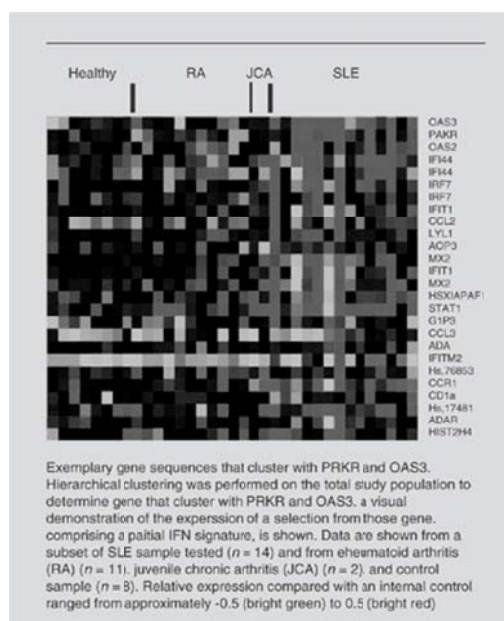 Healthy RA JCA SLE
OAS3
PAKR
OAS2
IFI44
IFI44
IRF7
IRF7
IFIT1
CCL2
LYL1
AOP3
MX2
IFIT1
MX2
HSXIAPAF1
STAT1
G1P3
CCL3
ADA
IFITM2
Hs.76853
CCR1
CD1a
Hs.17481
ADAR
HIST2H4
Exemplary gene sequences that cluster with PRKR and OAS3.
Hierarchical clustering was performed on the total study population to
determine gene that cluster with PRKR and OAS3. a visual
demonstration of the experssion of a selection from those gene.
comprising a paitial IFN signature, is shown. Data are shown from a
subset of SLE sample tested (n = 14) and from eheumatoid arthritis
(RA) (n = 11). juvenile chronic arthritis (JCA) (n = 2). and control
sample (n = 8). Relative expression compared with an internal control
ranged from approximately -0.5 (bright green) to 0.5 (bright red)